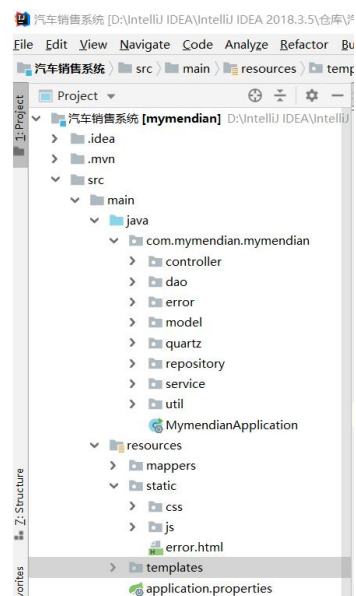 汽车销售系统 [D:\IntelliJ IDEA\IntelliJ IDEA 2018.3.5\仓库\
File Edit View Navigate Code Analyze Refactor Bu
汽车销售系统 src main resources temp
Project
1: Project
汽车销售系统 [mymendian] D:\IntelliJ IDEA\IntelliJ
.idea
.mvn
src
main
java
com.mymendian.mymendian
controller
dao
error
model
quartz
repository
service
util
MymendianApplication
resources
mappers
static
css
js
error.html
templates
application.properties
Z: Structure
vorites